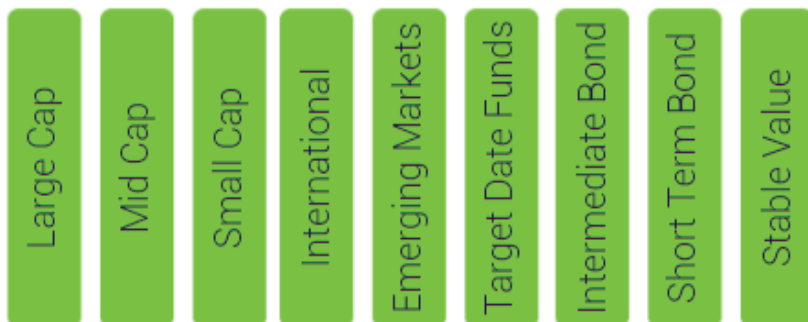 Large Cap
Mid Cap
Small Cap
International
Emerging Markets
Target Date Funds
Intermediate Bond
Short Term Bond
Stable Value